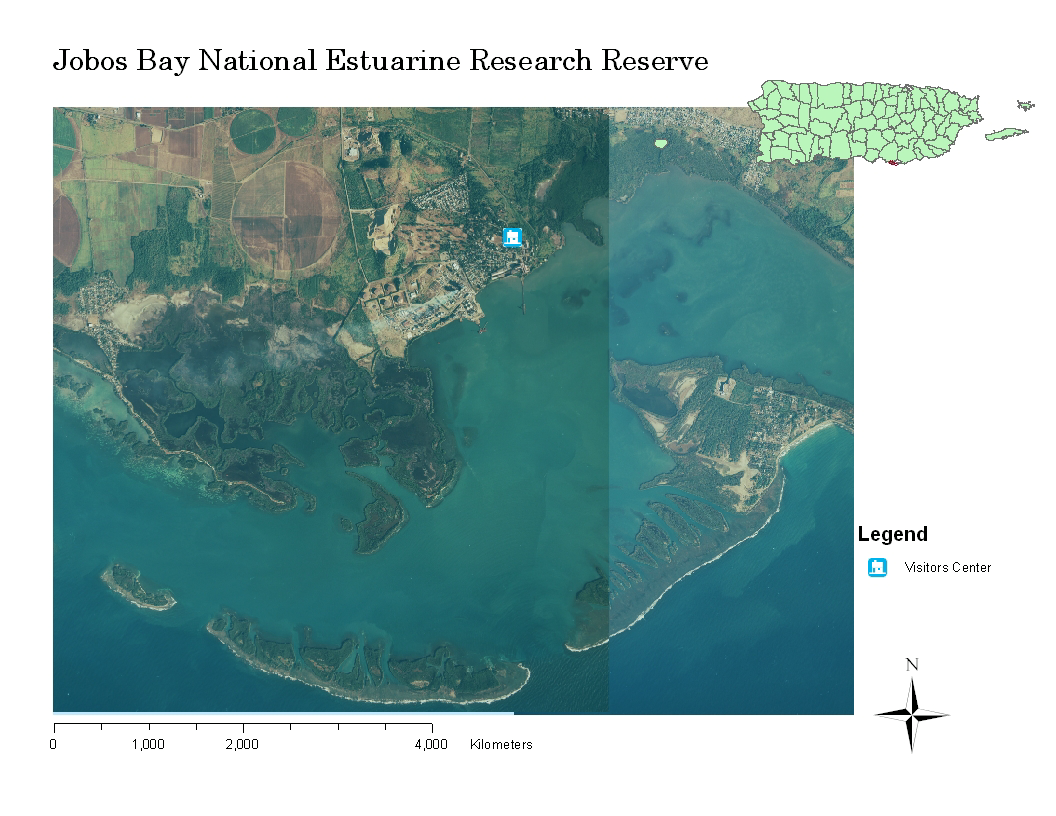 Jobos Bay National Estuarine Research Reserve
Legend
Visitors Center
N
0 1,000 2,000 4,000 Kilometers